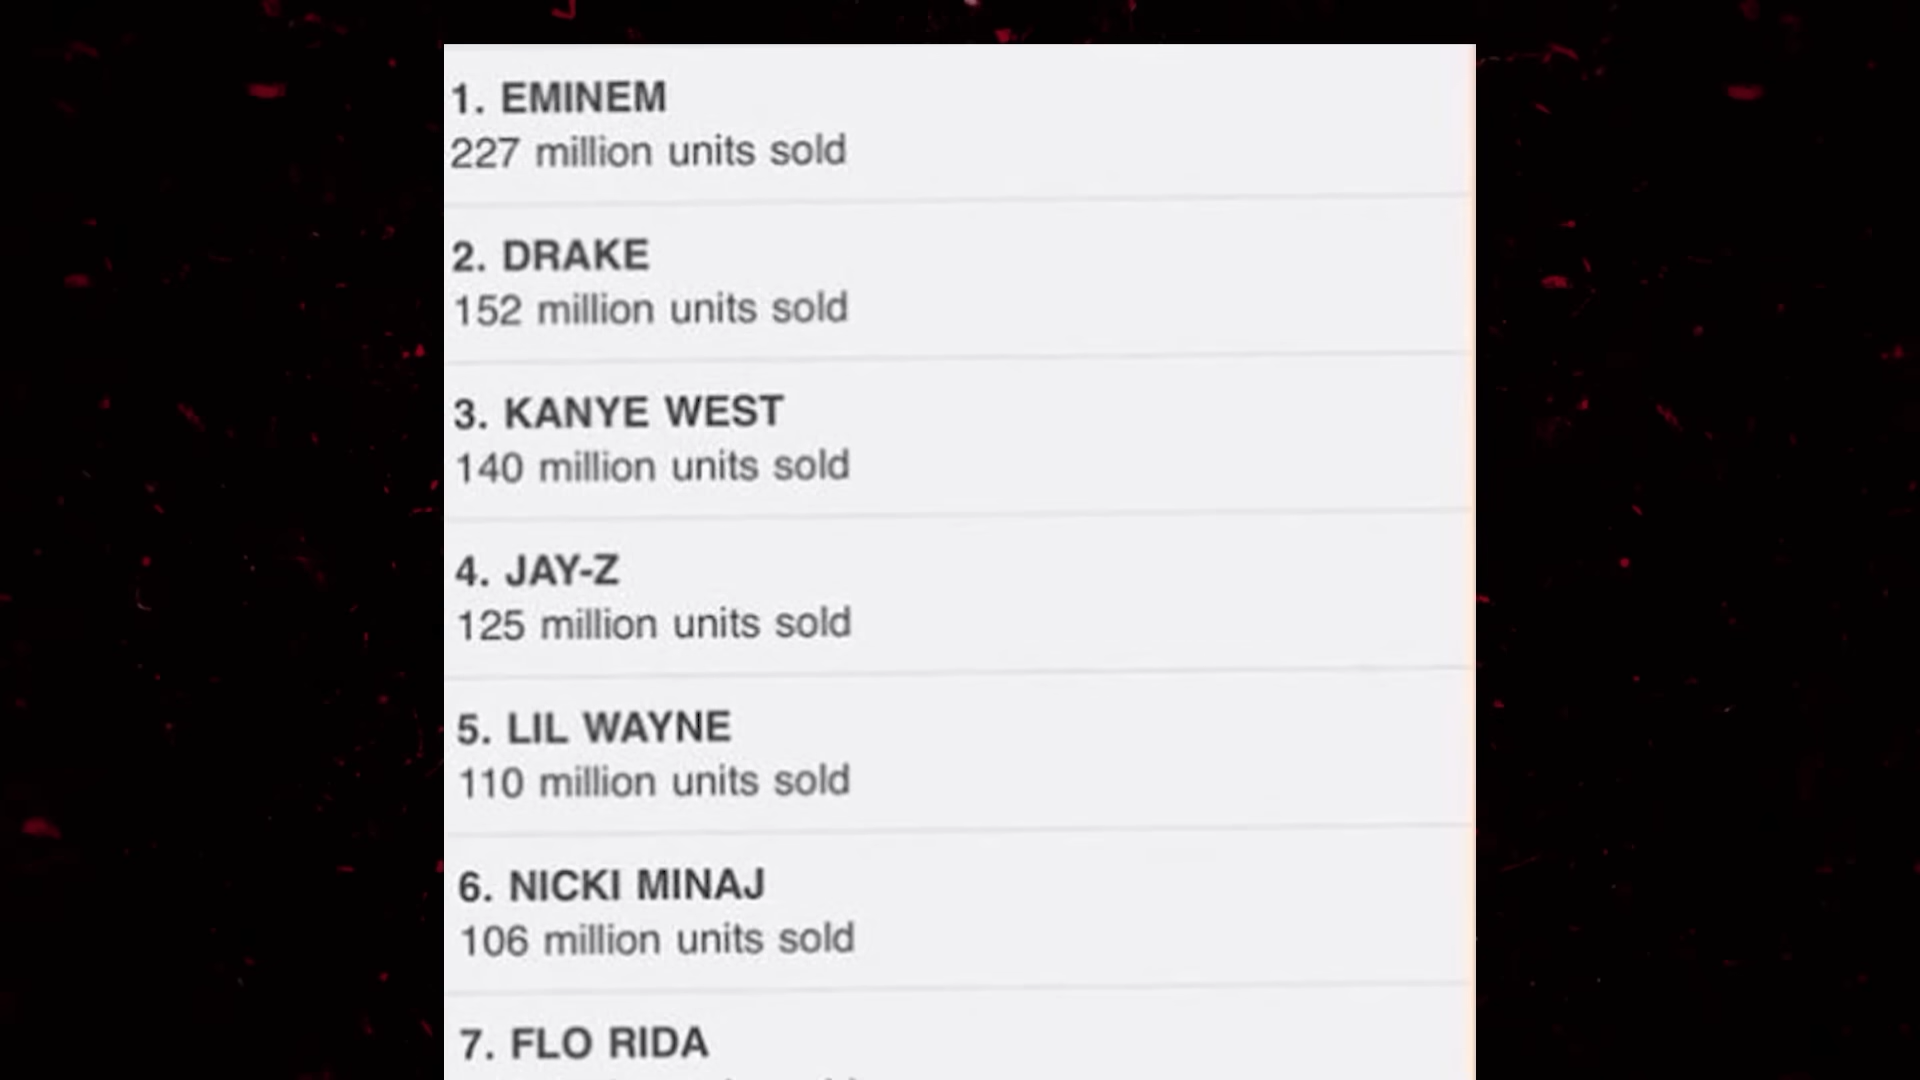 1. EMINEM
227 million units sold
2. DRAKE
152 million units sold
3. KANYE WEST
140 million units sold
4. JAY-Z
125 million units sold
5. LIL WAYNE
110 million units sold
6. NICKI MINAJ
106 million units sold
7. FLO RIDA